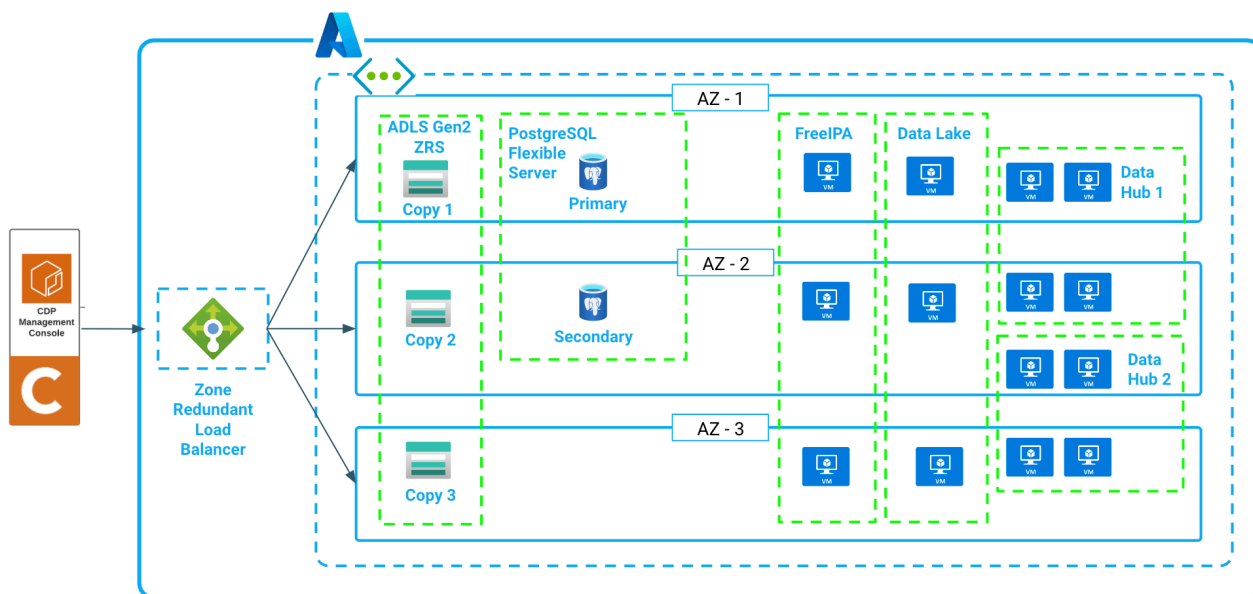 AZ - 1
ADLS Gen2
ZRS
Copy 1
PostgreSQL
Flexible
Server
Primary
FreeIPA
VM
Data Lake
VM
VM
VM
Data
Hub 1
CDP
Management
Console
C
Zone
Redundant
Load
Balancer
AZ - 2
Copy 2
Secondary
VM
VM
VM
VM
VM
VM
Data
Hub 2
AZ - 3
Copy 3
VM
VM
VM
VM